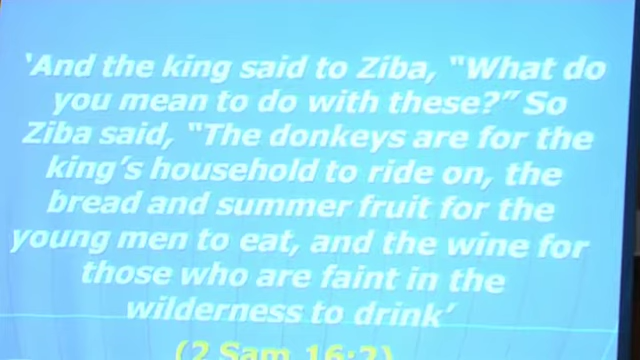 ‘And the king said to Ziba, “What do
you mean to do with these?” So
Ziba said, “The donkeys are for the
king’s household to ride on, the
bread and summer fruit for the
young men to eat, and the wine for
those who are faint in the
wilderness to drink’
(2 Sam 16:2)